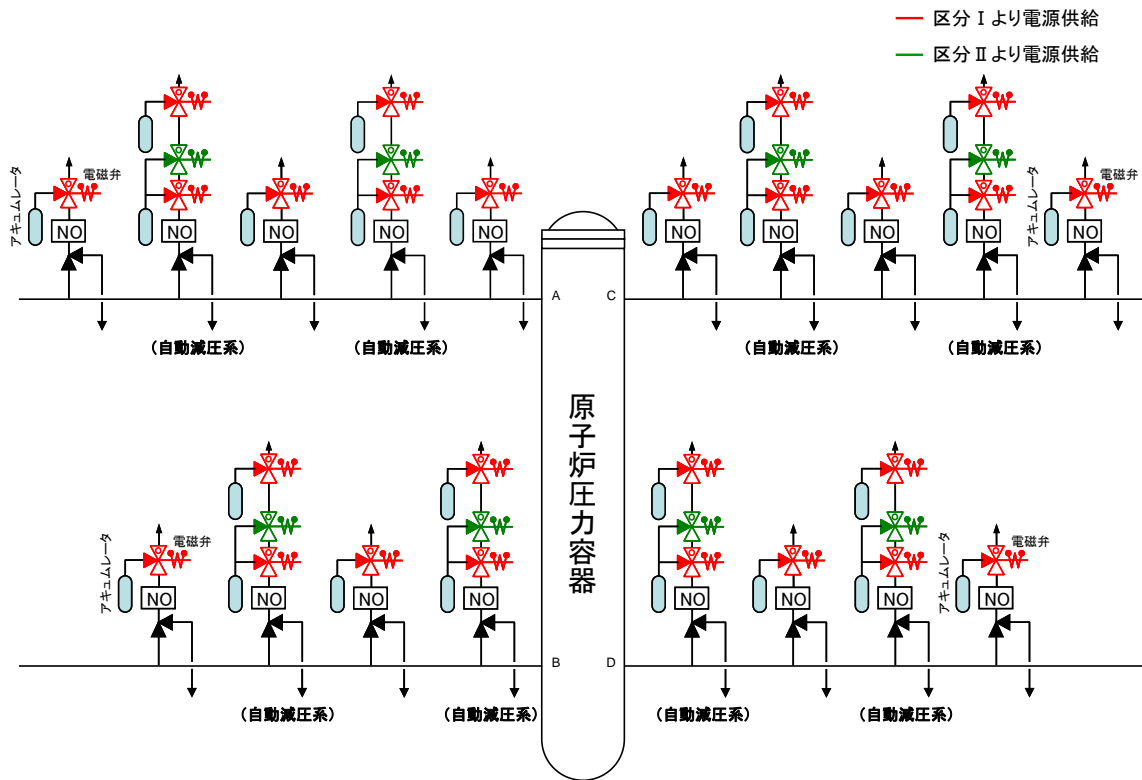 区分Ⅰより電源供給
区分Ⅱより電源供給
アキュムレータ
電磁弁
NO
NO
NO
NO
NO
NO
NO
NO
NO
アキュムレータ
電磁弁
NO
A
C
(自動減圧系)
(自動減圧系)
(自動減圧系)
(自動減圧系)
原子炉圧力容器
アキュムレータ
電磁弁
NO
NO
NO
NO
NO
NO
NO
アキュムレータ
電磁弁
NO
B
D
(自動減圧系)
(自動減圧系)
(自動減圧系)
(自動減圧系)